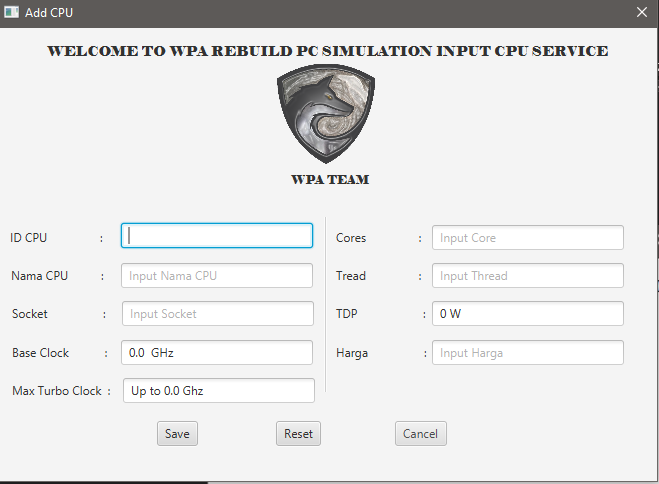 Add CPU
WELCOME TO WPA REBUILD PC SIMULATION INPUT CPU SERVICE
WPA TEAM
ID CPU :
Nama CPU : Input Nama CPU
Socket : Input Socket
Base Clock : 0.0 GHz
Max Turbo Clock : Up to 0.0 Ghz
Cores : Input Core
Tread : Input Thread
TDP : 0 W
Harga : Input Harga
Save Reset Cancel